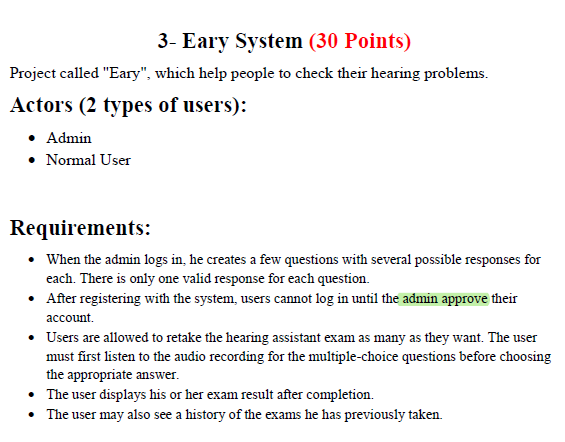 3- Eary System (30 Points)
Project called "Eary", which help people to check their hearing problems.
Actors (2 types of users):
• Admin
• Normal User
Requirements:
• When the admin logs in, he creates a few questions with several possible responses for
each. There is only one valid response for each question.
• After registering with the system, users cannot log in until the admin approve their
account.
• Users are allowed to retake the hearing assistant exam as many as they want. The user
must first listen to the audio recording for the multiple-choice questions before choosing
the appropriate answer.
• The user displays his or her exam result after completion.
• The user may also see a history of the exams he has previously taken.